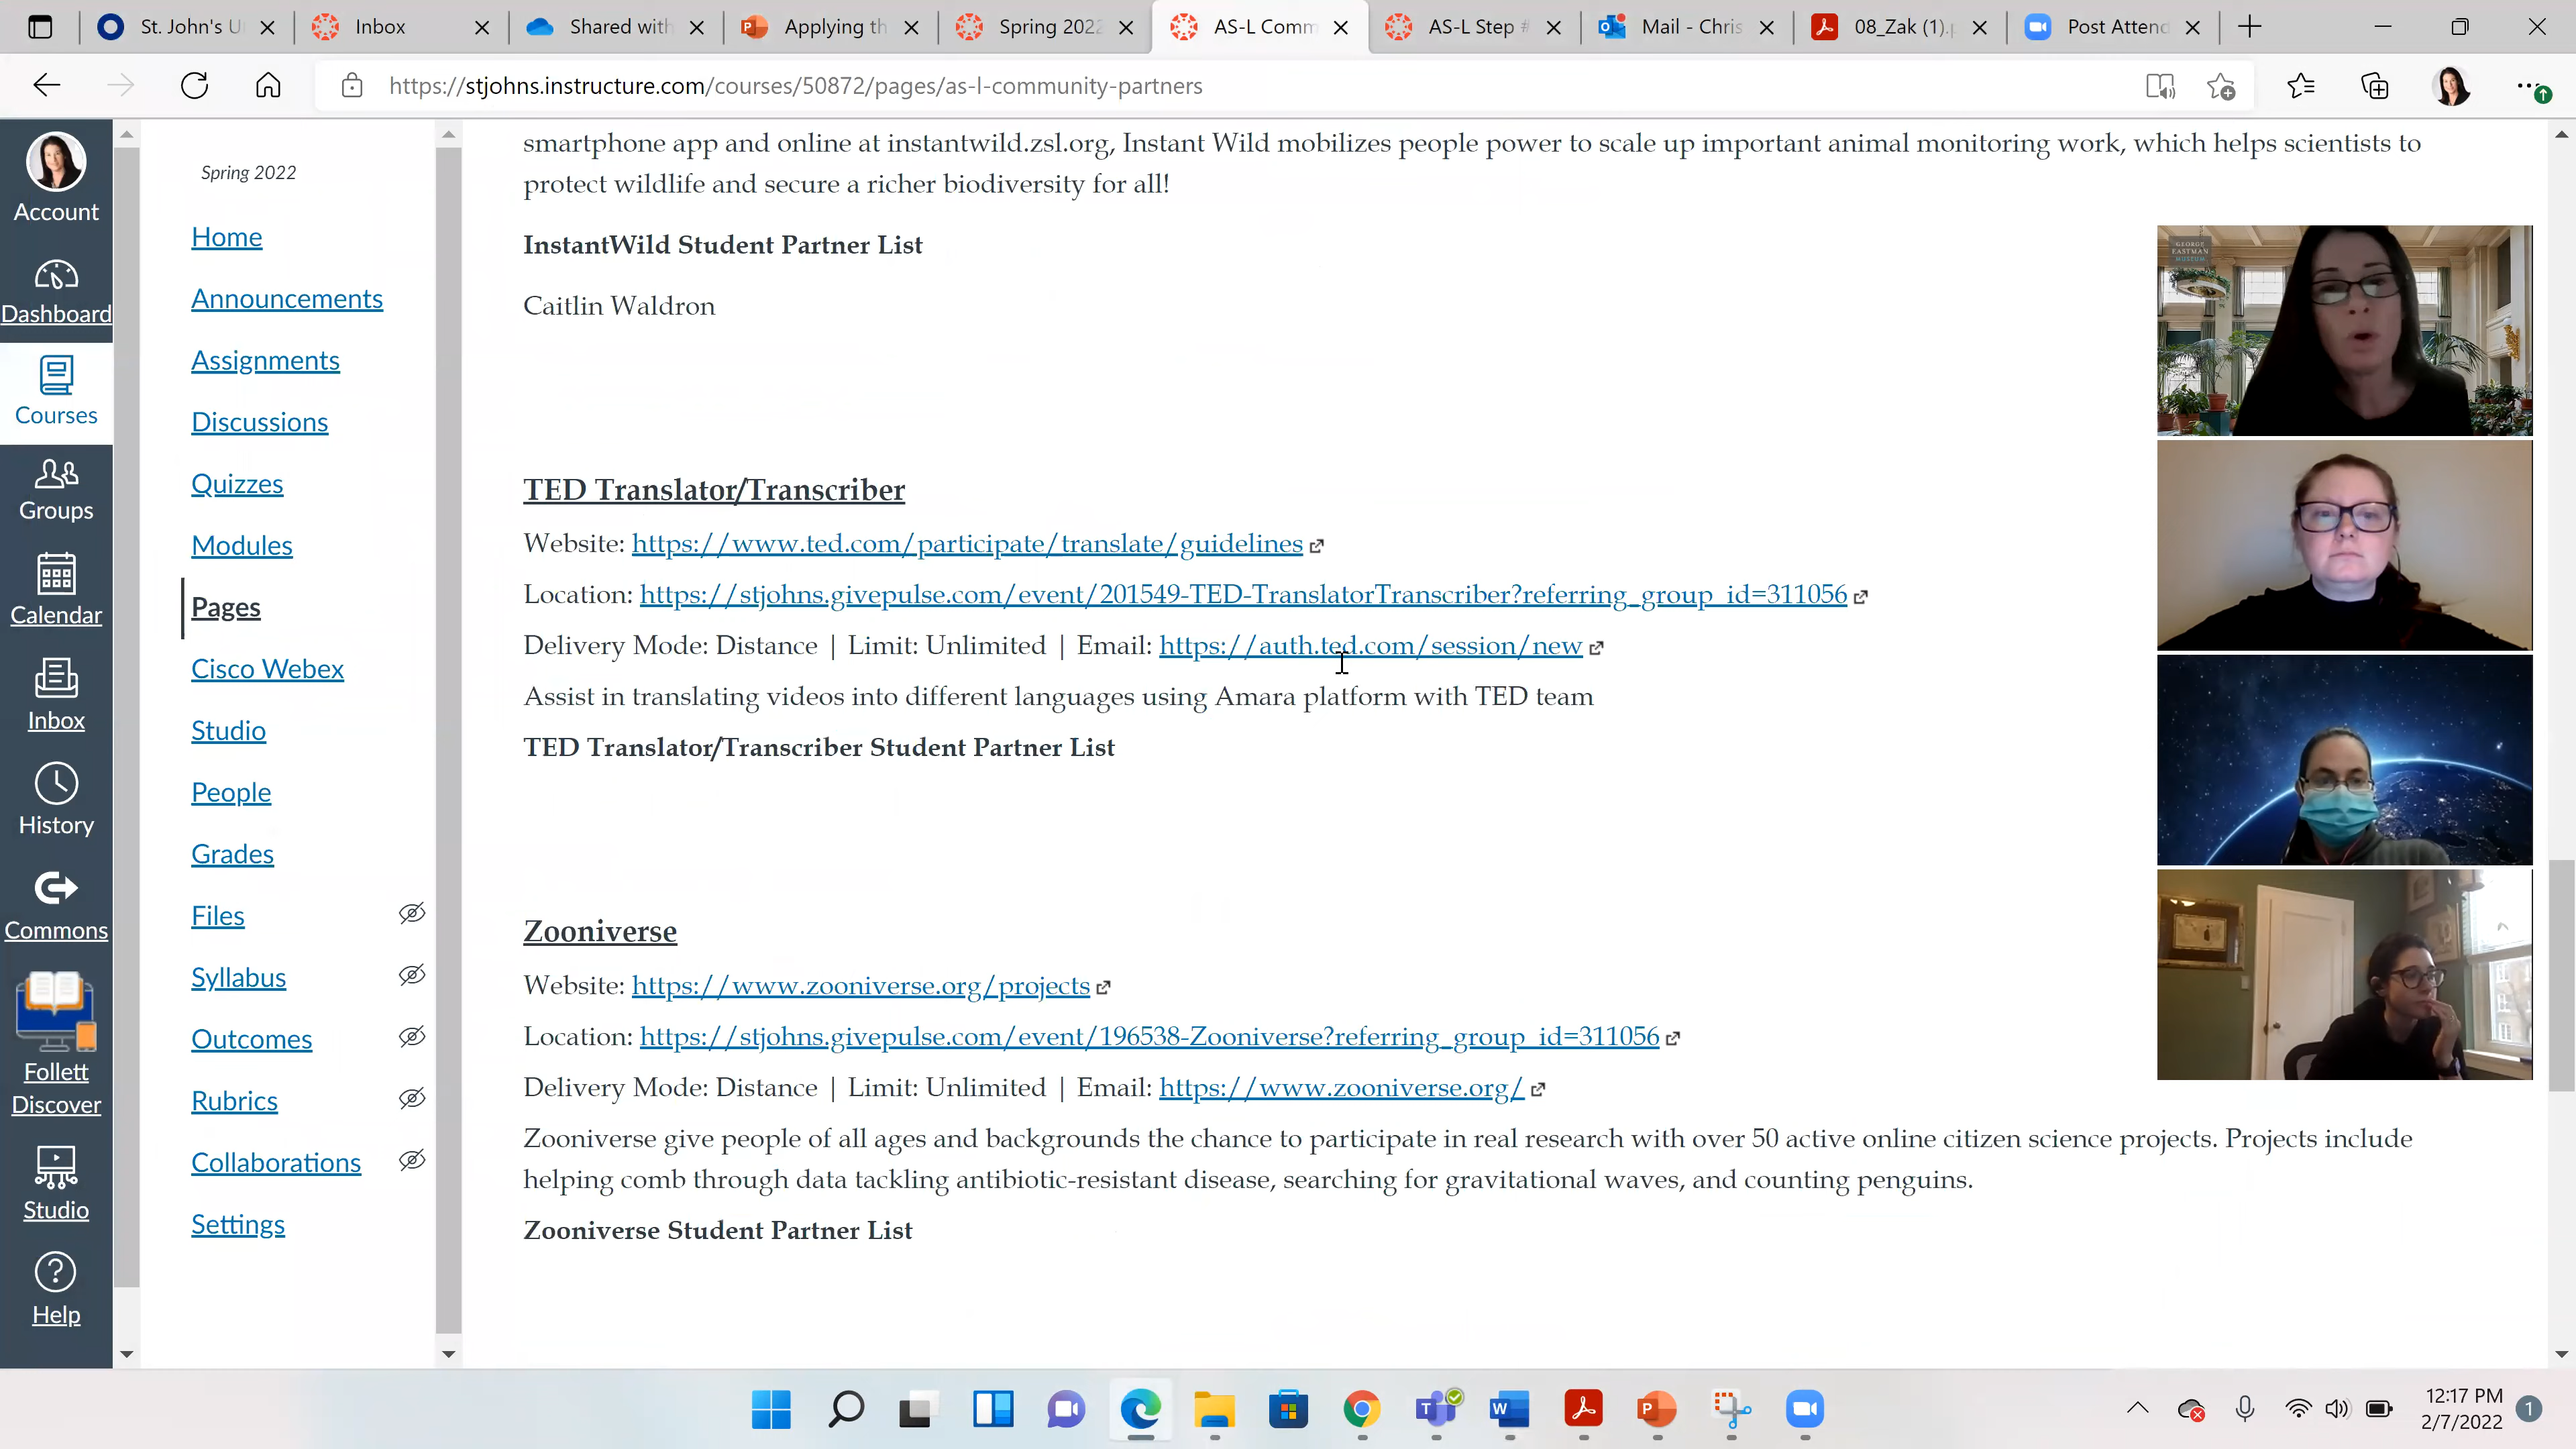 St. John's U
Inbox
Shared with
Applying th
Spring 2022
AS-L Comm
AS-L Step #
Mail - Chris
08_Zak (1).p
Post Attend
https://stjohns.instructure.com/courses/50872/pages/as-l-community-partners
Account
Dashboard
Courses
Groups
Calendar
Inbox
History
Commons
Follett
Discover
Studio
Help
Spring 2022
Home
Announcements
Assignments
Discussions
Quizzes
Modules
Pages
Cisco Webex
Studio
People
Grades
Files
Syllabus
Outcomes
Rubrics
Collaborations
Settings
smartphone app and online at instantwild.zsl.org, Instant Wild mobilizes people power to scale up important animal monitoring work, which helps scientists to
protect wildlife and secure a richer biodiversity for all!
InstantWild Student Partner List
Caitlin Waldron
TED Translator/Transcriber
Website: https://www.ted.com/participate/translate/guidelines
Location: https://stjohns.givepulse.com/event/201549-TED-TranslatorTranscriber?referring_group_id=311056
Delivery Mode: Distance | Limit: Unlimited | Email: https://auth.ted.com/session/new
Assist in translating videos into different languages using Amara platform with TED team
TED Translator/Transcriber Student Partner List
Zooniverse
Website: https://www.zooniverse.org/projects
Location: https://stjohns.givepulse.com/event/196538-Zooniverse?referring_group_id=311056
Delivery Mode: Distance | Limit: Unlimited | Email: https://www.zooniverse.org/
Zooniverse give people of all ages and backgrounds the chance to participate in real research with over 50 active online citizen science projects. Projects include
helping comb through data tackling antibiotic-resistant disease, searching for gravitational waves, and counting penguins.
Zooniverse Student Partner List
GEORGE
EASTMAN
MUSEUM
12:17 PM
2/7/2022
1